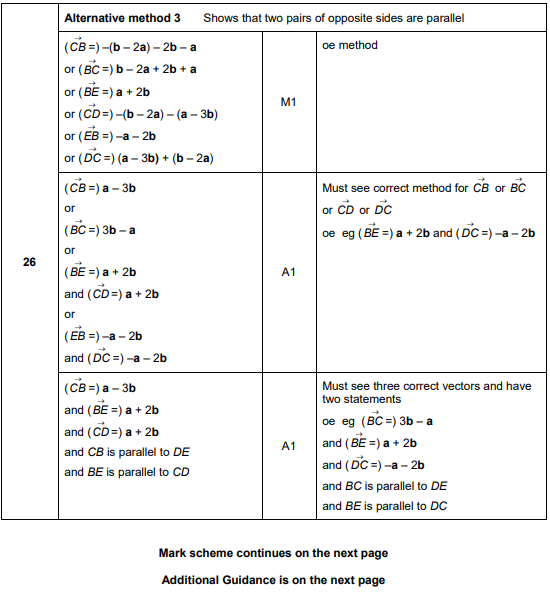 Alternative method 3 Shows that two pairs of opposite sides are parallel
(CB→ =) –(b – 2a) – 2b – a
or (BC→ =) b – 2a + 2b + a
or (BE→ =) a + 2b
or (CD→ =) –(b – 2a) – (a – 3b)
or (EB→ =) –a – 2b
or (DC→ =) (a – 3b) + (b – 2a)
M1
oe method
26
(CB→ =) a – 3b
or
(BC→ =) 3b – a
or
(BE→ =) a + 2b
and (CD→ =) a + 2b
or
(EB→ =) –a – 2b
and (DC→ =) –a – 2b
A1
Must see correct method for CB→ or BC→
or CD→ or DC→
oe eg (BE→ =) a + 2b and (DC→ =) –a – 2b
(CB→ =) a – 3b
and (BE→ =) a + 2b
and (CD→ =) a + 2b
and CB is parallel to DE
and BE is parallel to CD
A1
Must see three correct vectors and have
two statements
oe eg (BC→ =) 3b – a
and (BE→ =) a + 2b
and (DC→ =) –a – 2b
and BC is parallel to DE
and BE is parallel to DC
Mark scheme continues on the next page
Additional Guidance is on the next page